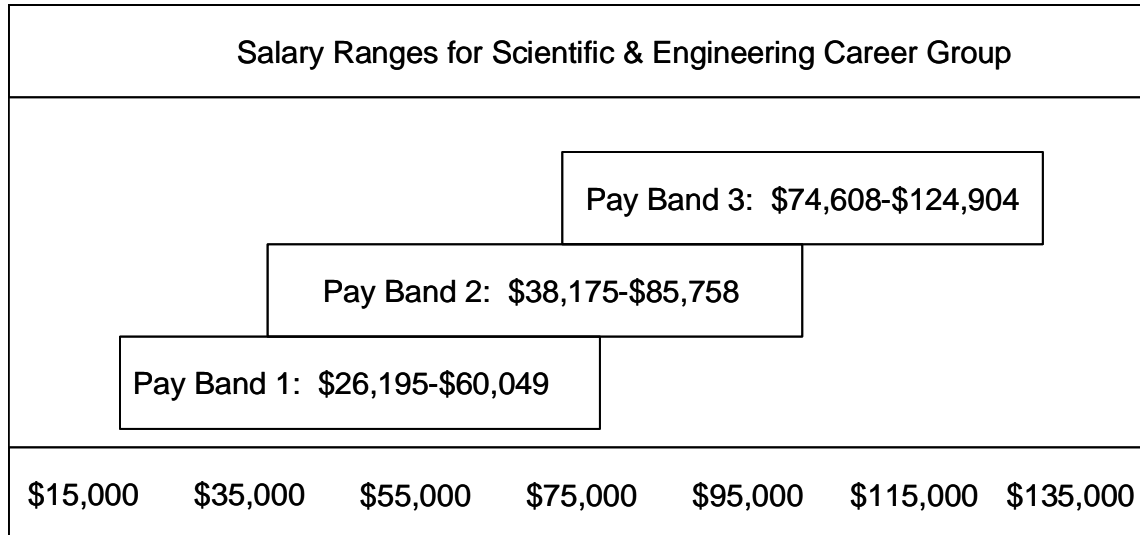 Salary Ranges for Scientific & Engineering Career Group
Pay Band 3: $74,608-$124,904
Pay Band 2: $38,175-$85,758
Pay Band 1: $26,195-$60,049
$15,000 $35,000 $55,000 $75,000 $95,000 $115,000 $135,000